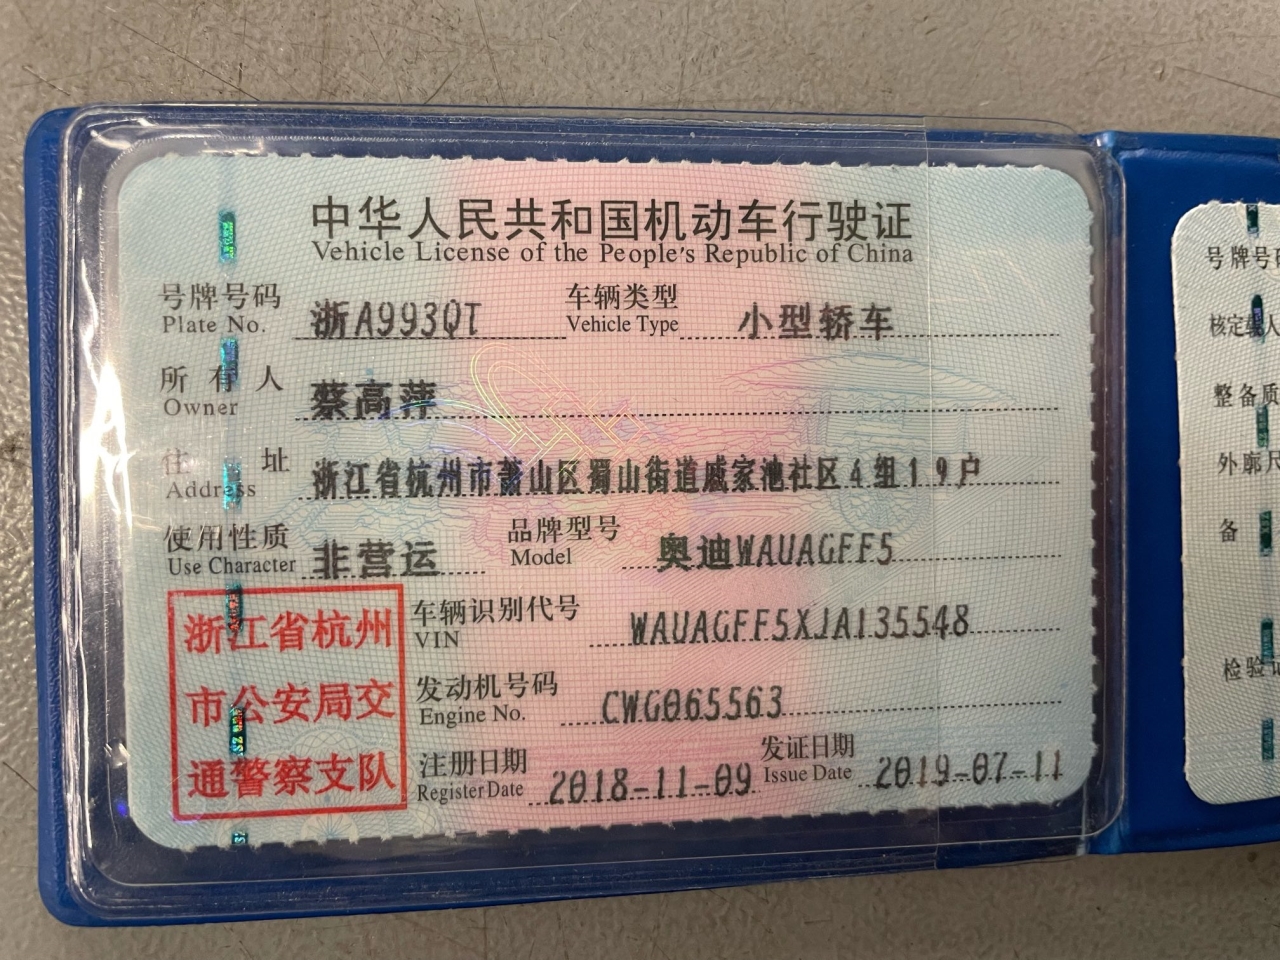 中华人民共和国机动车行驶证
Vehicle License of the People's Republic of China
号牌号码 浙A993QT 车辆类型 小型轿车
Plate No. Vehicle Type
所有人 蔡高萍
Owner
住址 浙江省杭州市萧山区蜀山街道戚家池社区4组19户
Address
使用性质 非营运 品牌型号 奥迪WAUAGFF5
Use Character Model
浙江省杭州
市公安局交
通警察支队
车辆识别代号 WAUAGFF5XJA135548
VIN
发动机号码 CWG065563
Engine No.
注册日期 2018-11-09 发证日期 2019-07-11
Register Date Issue Date
号牌号
核定载人
整备质
外廓尺
备
检验记